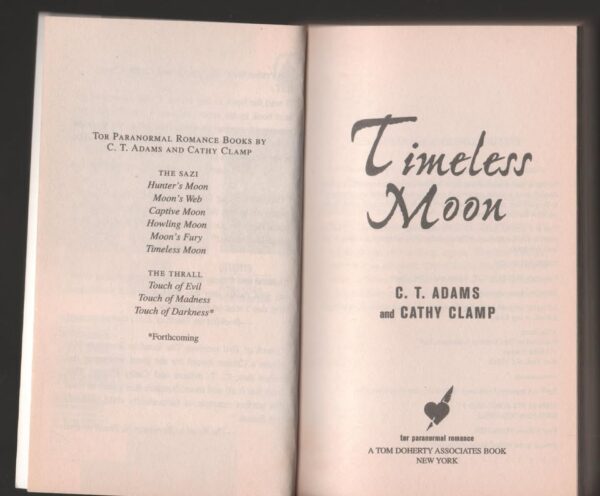 TOR PARANORMAL ROMANCE BOOKS BY
C. T. ADAMS AND CATHY CLAMP
THE SAZI
Hunter's Moon
Moon's Web
Captive Moon
Howling Moon
Moon's Fury
Timeless Moon
THE THRALL
Touch of Evil
Touch of Madness
Touch of Darkness*
*Forthcoming
Timeless
Moon
C. T. ADAMS
and CATHY CLAMP
tor paranormal romance
A TOM DOHERTY ASSOCIATES BOOK
NEW YORK